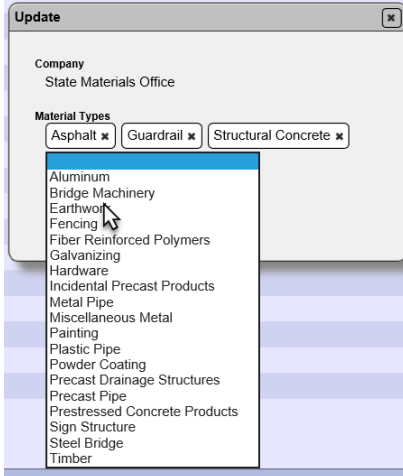 Update
Company
State Materials Office
Material Types
Asphalt × Guardrail × Structural Concrete ×
Aluminum
Bridge Machinery
Earthwork
Fencing
Fiber Reinforced Polymers
Galvanizing
Hardware
Incidental Precast Products
Metal Pipe
Miscellaneous Metal
Painting
Plastic Pipe
Powder Coating
Precast Drainage Structures
Precast Pipe
Prestressed Concrete Products
Sign Structure
Steel Bridge
Timber